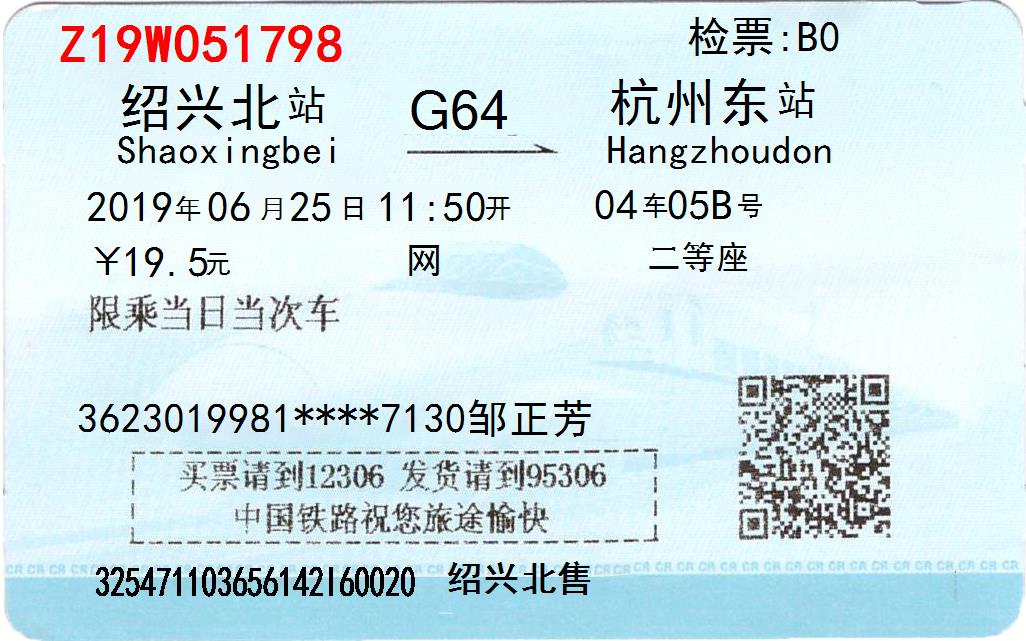 Z19W051798 检票:B0
绍兴北站 G64 杭州东站
Shaoxingbei Hangzhoudon
2019年06月25日11:50开 04车05B号
￥19.5元 网 二等座
限乘当日当次车
3623019981****7130邹正芳
买票请到12306 发货请到95306
中国铁路祝您旅途愉快
325471103656142160020 绍兴北售